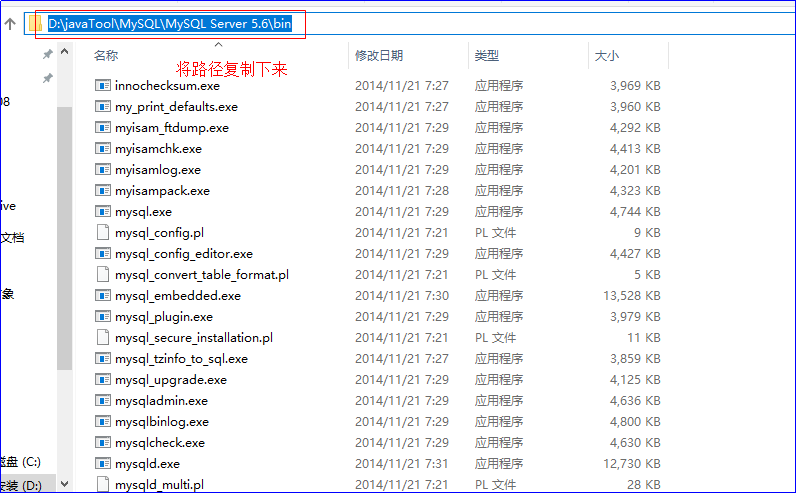 D:\javaTool\MySQL\MySQL Server 5.6\bin
名称 修改日期 类型 大小
将路径复制下来
innochecksum.exe 2014/11/21 7:27 应用程序 3,969 KB
my_print_defaults.exe 2014/11/21 7:27 应用程序 3,960 KB
08
myisam_ftdump.exe 2014/11/21 7:29 应用程序 4,292 KB
myisamchk.exe 2014/11/21 7:29 应用程序 4,413 KB
myisamlog.exe 2014/11/21 7:29 应用程序 4,201 KB
myisampack.exe 2014/11/21 7:28 应用程序 4,323 KB
ive
mysql.exe 2014/11/21 7:29 应用程序 4,744 KB
文档
mysql_config.pl 2014/11/21 7:21 PL 文件 9 KB
mysql_config_editor.exe 2014/11/21 7:29 应用程序 4,427 KB
mysql_convert_table_format.pl 2014/11/21 7:21 PL 文件 5 KB
象
mysql_embedded.exe 2014/11/21 7:30 应用程序 13,528 KB
mysql_plugin.exe 2014/11/21 7:29 应用程序 3,979 KB
mysql_secure_installation.pl 2014/11/21 7:21 PL 文件 11 KB
mysql_tzinfo_to_sql.exe 2014/11/21 7:27 应用程序 3,859 KB
mysql_upgrade.exe 2014/11/21 7:29 应用程序 4,125 KB
mysqladmin.exe 2014/11/21 7:29 应用程序 4,636 KB
mysqlbinlog.exe 2014/11/21 7:29 应用程序 4,800 KB
mysqlcheck.exe 2014/11/21 7:29 应用程序 4,630 KB
磁盘 (C:)
mysqld.exe 2014/11/21 7:31 应用程序 12,730 KB
安装 (D:)
mysqld_multi.pl 2014/11/21 7:21 PL 文件 28 KB